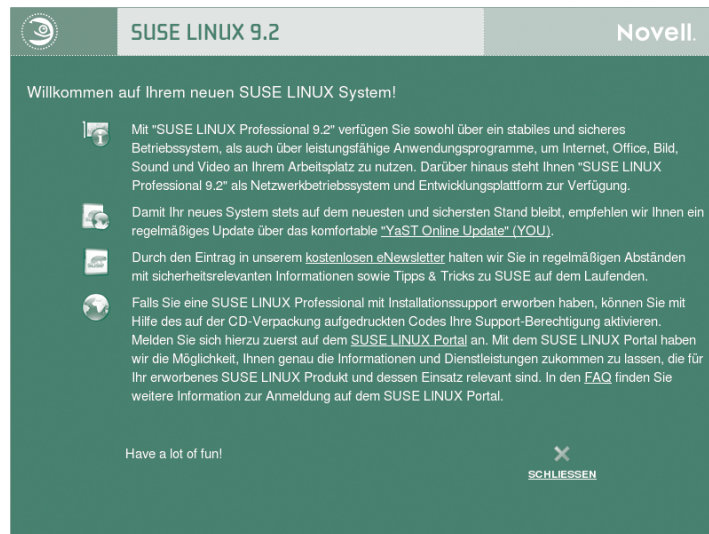 SUSE LINUX 9.2
Novell.
Willkommen auf Ihrem neuen SUSE LINUX System!
Mit "SUSE LINUX Professional 9.2" verfügen Sie sowohl über ein stabiles und sicheres
Betriebssystem, als auch über leistungsfähige Anwendungsprogramme, um Internet, Office, Bild,
Sound und Video an Ihrem Arbeitsplatz zu nutzen. Darüber hinaus steht Ihnen "SUSE LINUX
Professional 9.2" als Netzwerkbetriebssystem und Entwicklungsplattform zur Verfügung.
Damit Ihr neues System stets auf dem neuesten und sichersten Stand bleibt, empfehlen wir Ihnen ein
regelmäßiges Update über das komfortable "YaST Online Update" (YOU).
Durch den Eintrag in unserem kostenlosen eNewsletter halten wir Sie in regelmäßigen Abständen
mit sicherheitsrelevanten Informationen sowie Tipps & Tricks zu SUSE auf dem Laufenden.
Falls Sie eine SUSE LINUX Professional mit Installationssupport erworben haben, können Sie mit
Hilfe des auf der CD-Verpackung aufgedruckten Codes Ihre Support-Berechtigung aktivieren.
Melden Sie sich hierzu zuerst auf dem SUSE LINUX Portal an. Mit dem SUSE LINUX Portal haben
wir die Möglichkeit, Ihnen genau die Informationen und Dienstleistungen zukommen zu lassen, die für
Ihr erworbenes SUSE LINUX Produkt und dessen Einsatz relevant sind. In den FAQ finden Sie
weitere Information zur Anmeldung auf dem SUSE LINUX Portal.
Have a lot of fun!
SCHLIESSEN